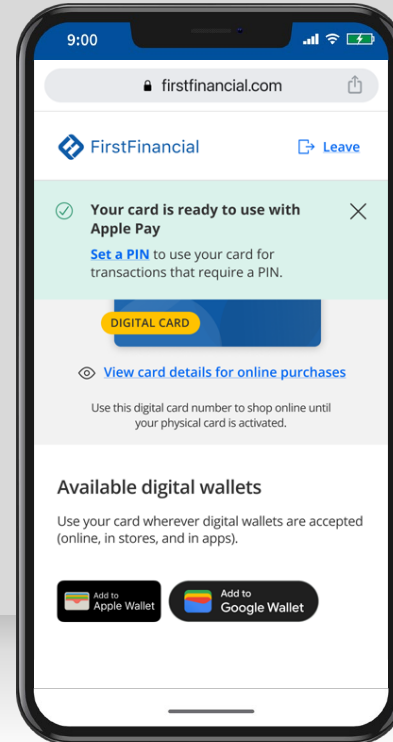 9:00
firstfinancial.com
FirstFinancial
Leave
Your card is ready to use with
Apple Pay
Set a PIN to use your card for
transactions that require a PIN.
DIGITAL CARD
View card details for online purchases
Use this digital card number to shop online until
your physical card is activated.
Available digital wallets
Use your card wherever digital wallets are accepted
(online, in stores, and in apps).
Add to
Apple Wallet
Add to
Google Wallet